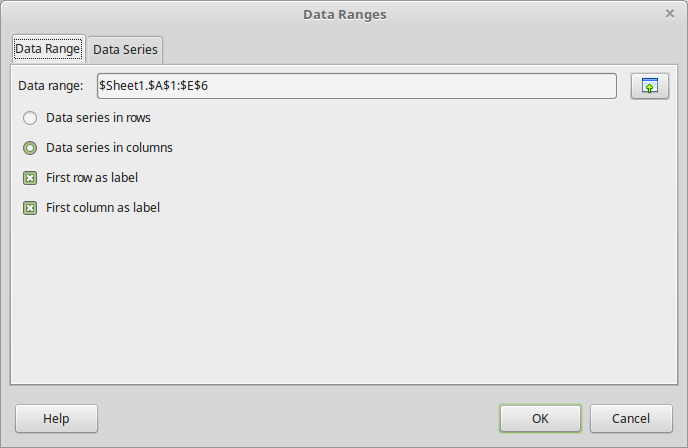 Data Ranges
Data Range Data Series
Data range: $Sheet1.$A$1:$E$6
Data series in rows
Data series in columns
First row as label
First column as label
Help OK Cancel